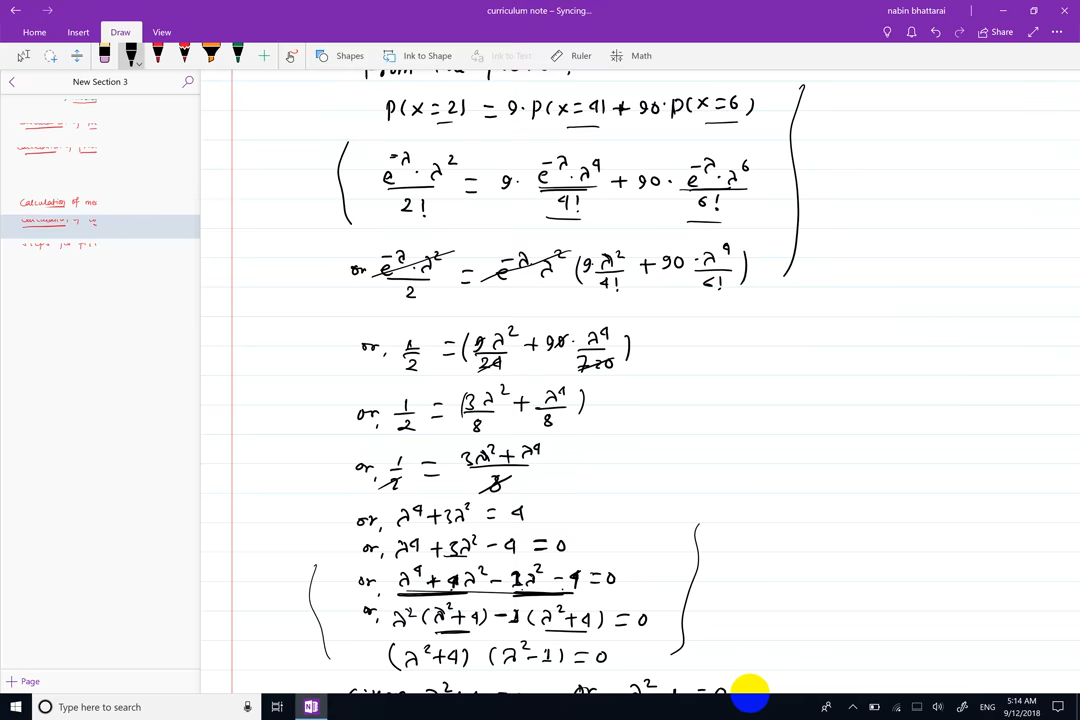 curriculum note – Syncing...
nabin bhattarai
Home Insert Draw View
Share
Shapes Ink to Shape Ink to Text Ruler Math
New Section 3
P(X=2) = 9·P(X=4) + 90·P(X=6)
e^-λ·λ^2/2! = 9· e^-λ·λ^4/4! + 90· e^-λ·λ^6/6!
or e^-λ·λ^2/2 = e^-λ λ^2 (9·λ^2/4! + 90·λ^4/6!)
or, 1/2 = (9λ^2/24 + 90·λ^4/720)
or, 1/2 = (3λ^2/8 + λ^4/8)
or, 1/2 = 3λ^2+λ^4/8
or, λ^4+3λ^2 = 4
or, λ^4 +3λ^2 -4 = 0
or, λ^4 + 4λ^2 - 1λ^2 - 4 = 0
or, λ^2(λ^2+4) -1(λ^2+4) = 0
(λ^2+4) (λ^2-1) = 0
Calculation of
Page
Type here to search
ENG
5:14 AM
9/12/2018